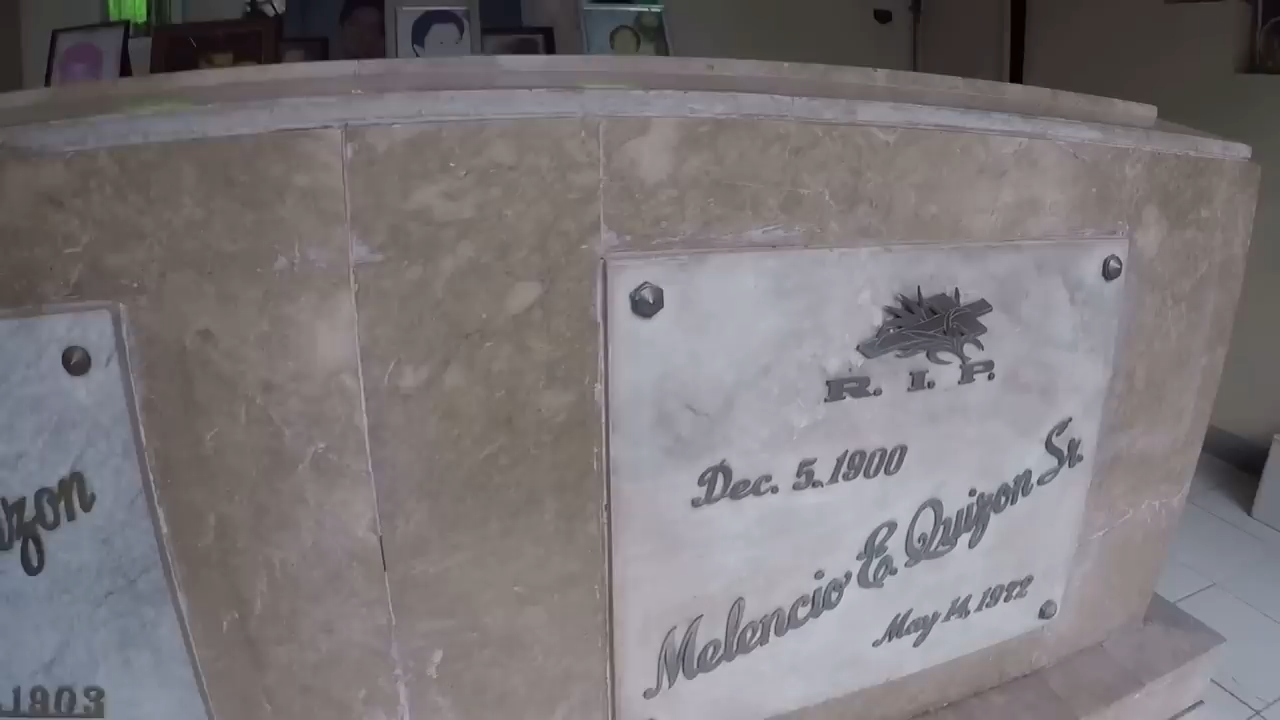 R. I. P.
Dec. 5, 1900
Melencio E. Quizon Sr.
May 14, 1972
zon
1903